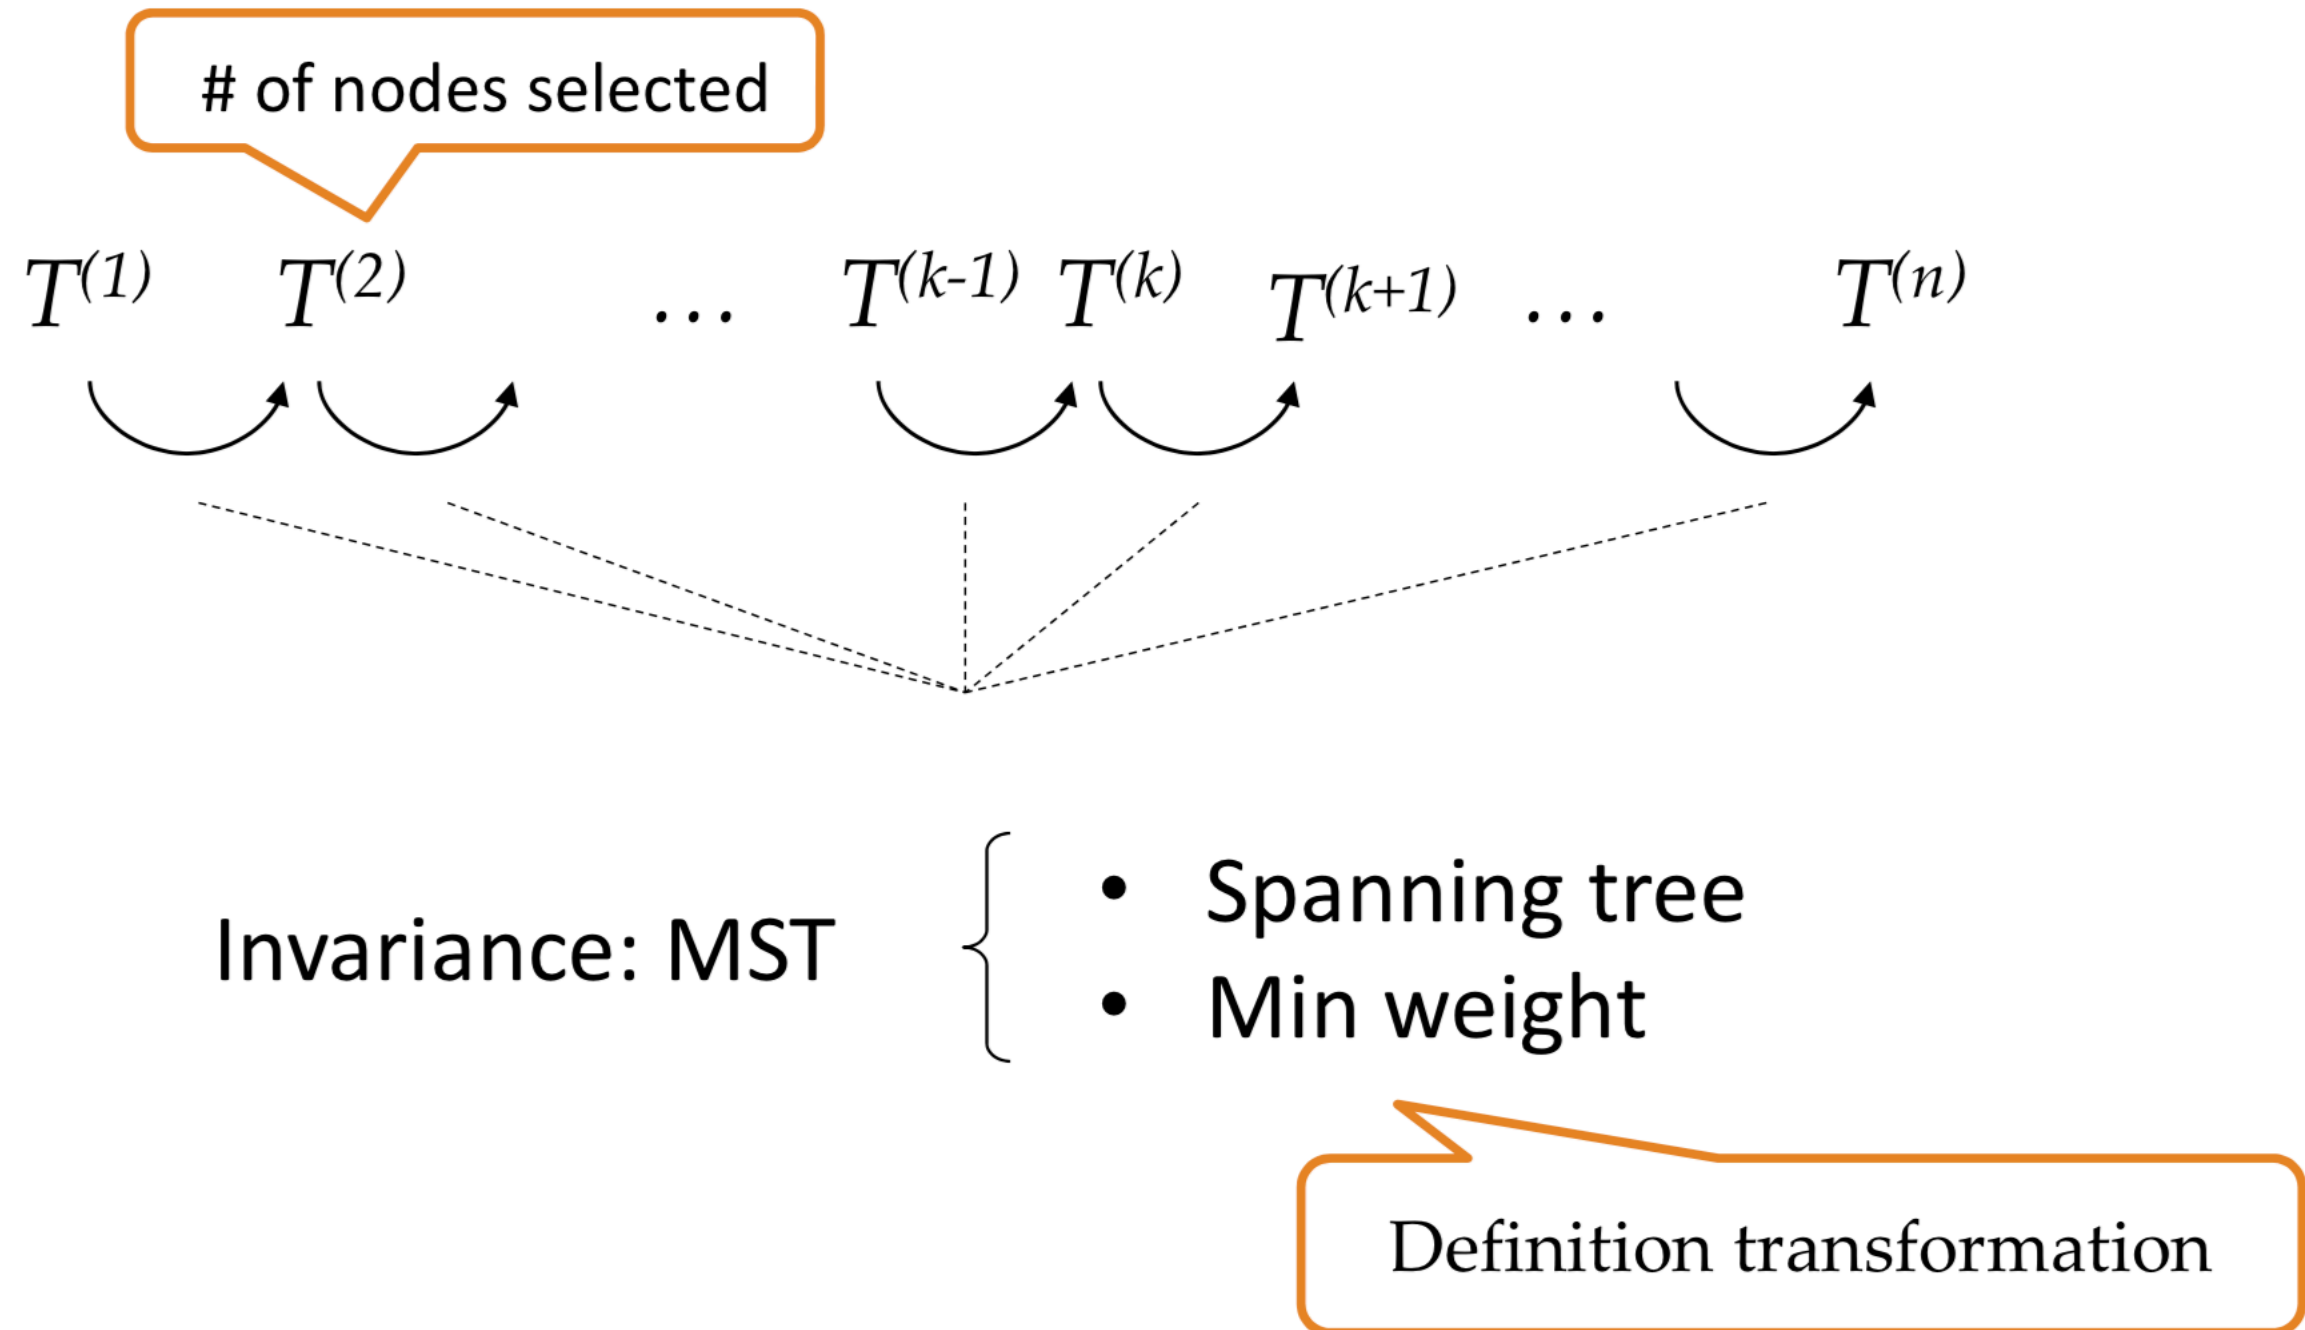 # of nodes selected
T(1) T(2) … T(k-1) T(k) T(k+1) … T(n)
Invariance: MST
• Spanning tree
• Min weight
Definition transformation